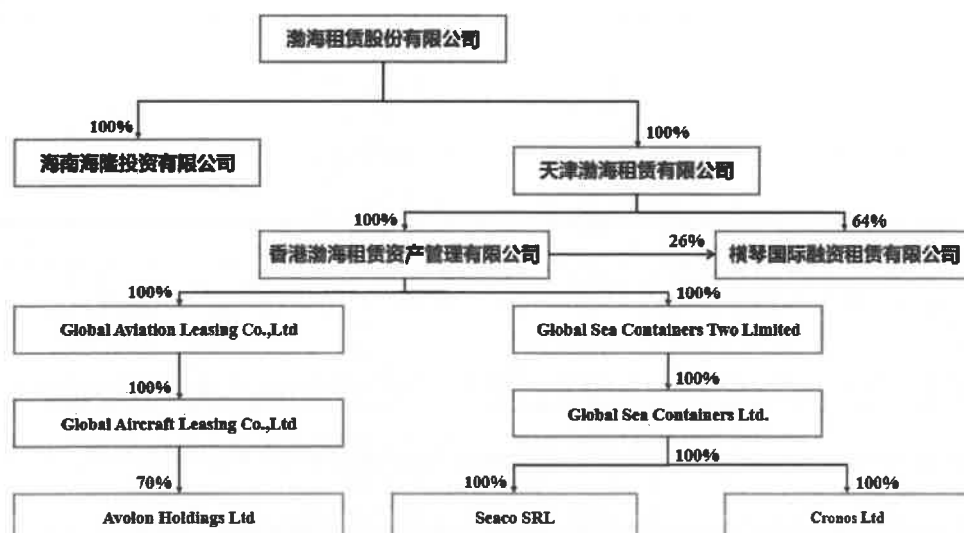 渤海租赁股份有限公司
100%
100%
海南海隆投资有限公司
天津渤海租赁有限公司
100%
64%
香港渤海租赁资产管理有限公司
26%
横琴国际融资租赁有限公司
100%
100%
Global Aviation Leasing Co.,Ltd
Global Sea Containers Two Limited
100%
100%
Global Aircraft Leasing Co.,Ltd
Global Sea Containers Ltd.
100%
70%
100%
100%
Avolon Holdings Ltd
Seaco SRL
Cronos Ltd